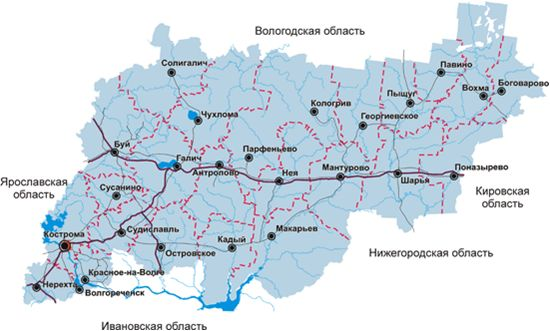 Вологодская область
Солигалич
Павино
Боговарово
Вохма
Пыщуг
Кологрив
Чухлома
Георгиевское
Буй
Парфеньево
Галич
Антропово
Нея
Мантурово
Шарья
Поназырево
Ярославская
область
Сусанино
Кировская
область
Кострома
Судиславль
Макарьев
Кадый
Островское
Нижегородская область
Красное-на-Волге
Нерехта
Волгореченск
Ивановская область